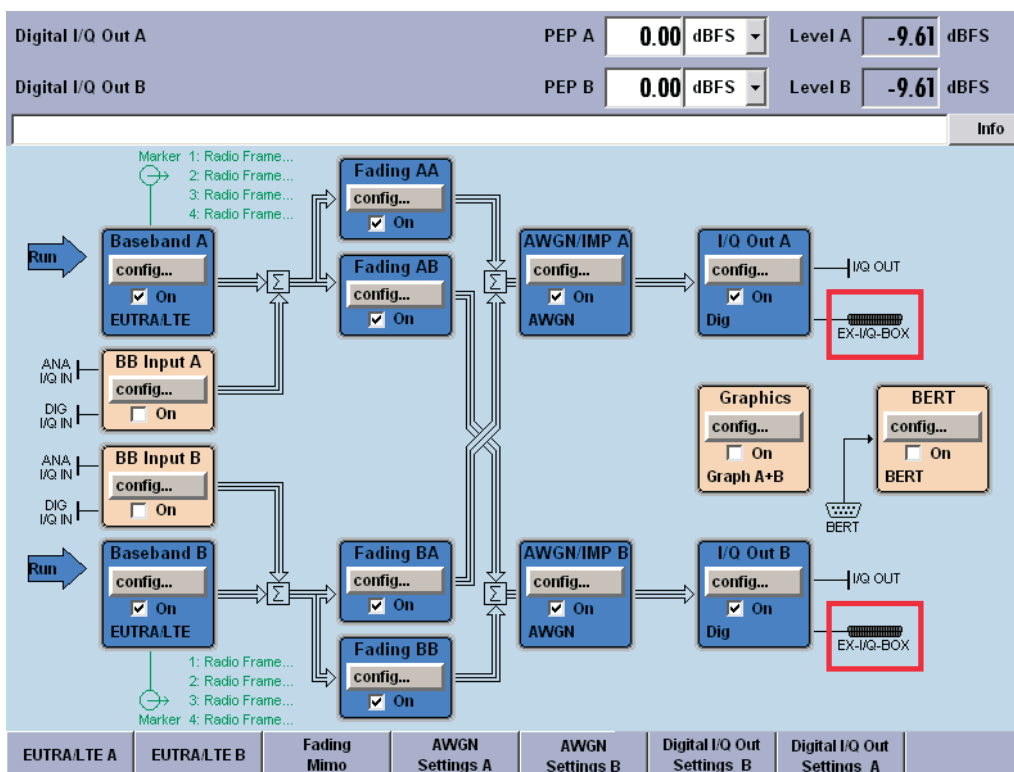 Digital I/Q Out A PEP A 0.00 dBFS Level A -9.61 dBFS
Digital I/Q Out B PEP B 0.00 dBFS Level B -9.61 dBFS
Info
Marker 1: Radio Frame...
2: Radio Frame...
3: Radio Frame...
4: Radio Frame...
Run
Baseband A
config...
On
EUTRA/LTE
Σ
Fading AA
config...
On
Fading AB
config...
On
Σ
AWGN/IMP A
config...
On
AWGN
I/Q Out A
config...
On
Dig
I/Q OUT
EX-I/Q-BOX
ANA
I/Q IN
DIG
I/Q IN
BB Input A
config...
On
Graphics
config...
On
Graph A+B
BERT
config...
On
BERT
BERT
ANA
I/Q IN
DIG
I/Q IN
BB Input B
config...
On
Run
Baseband B
config...
On
EUTRA/LTE
Σ
Fading BA
config...
On
Fading BB
config...
On
Σ
AWGN/IMP B
config...
On
AWGN
I/Q Out B
config...
On
Dig
I/Q OUT
EX-I/Q-BOX
1: Radio Frame...
2: Radio Frame...
3: Radio Frame...
Marker 4: Radio Frame...
EUTRA/LTE A
EUTRA/LTE B
Fading
Mimo
AWGN
Settings A
AWGN
Settings B
Digital I/Q Out
Settings B
Digital I/Q Out
Settings A